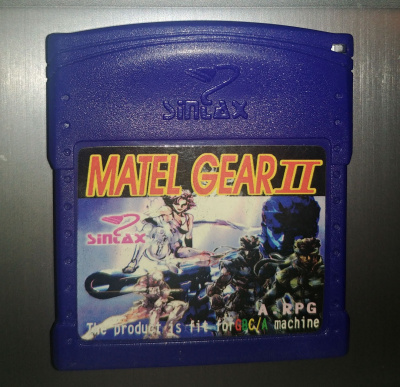 SiNTAX
MATEL GEAR II
SiNTAX
A RPG
The product is fit for GBC/A machine